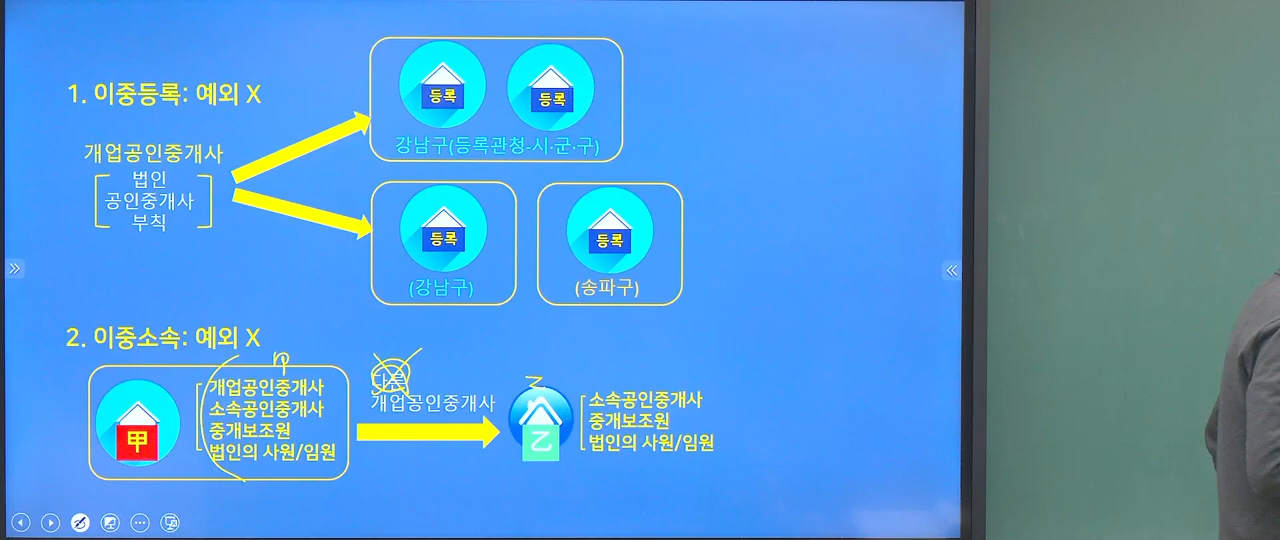 1. 이중등록: 예외 X
등록 등록
강남구(등록관청-시·군·구)
개업공인중개사
법인
공인중개사
부칙
등록
(강남구)
등록
(송파구)
2. 이중소속: 예외 X
甲
개업공인중개사
소속공인중개사
중개보조원
법인의 사원/임원
다른
개업공인중개사
乙
소속공인중개사
중개보조원
법인의 사원/임원